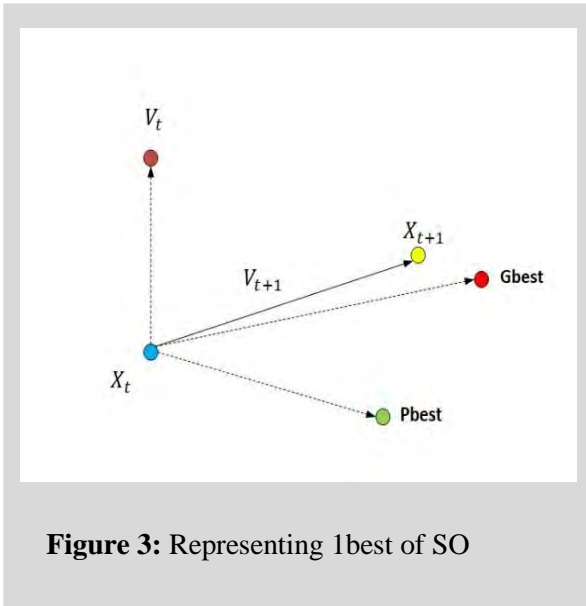 V_t
X_{t+1}
V_{t+1}
Gbest
X_t
Pbest
Figure 3: Representing 1best of SO